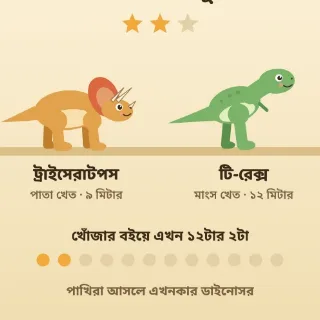 ট্রাইসেরাটপস
টি-রেক্স
পাতা খেত · ৯ মিটার
মাংস খেত · ১২ মিটার
খোঁজার বইয়ে এখন ১২টার ২টা
পাখিরা আসলে এখনকার ডাইনোসর